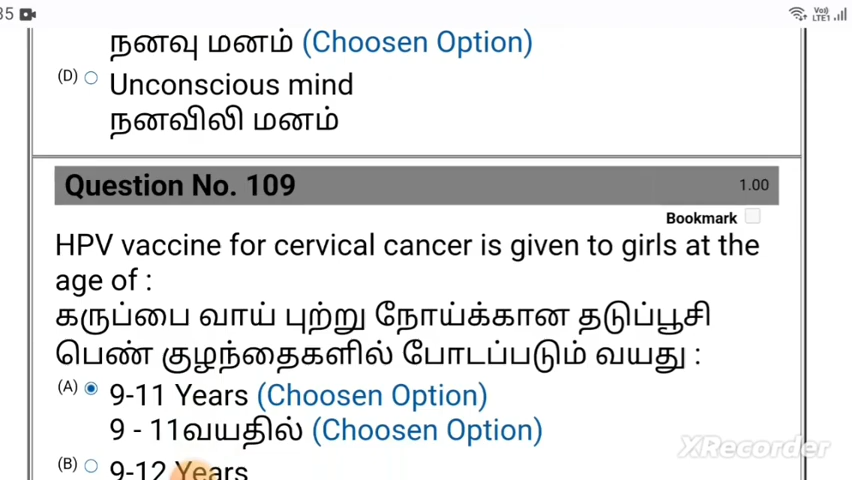 35
Vo)) LTE1
நனவு மனம் (Choosen Option)
(D) Unconscious mind
நனவிலி மனம்
Question No. 109 1.00
Bookmark
HPV vaccine for cervical cancer is given to girls at the
age of :
கருப்பை வாய் புற்று நோய்க்கான தடுப்பூசி
பெண் குழந்தைகளில் போடப்படும் வயது :
(A) 9-11 Years (Choosen Option)
9 - 11வயதில் (Choosen Option)
XRecorder
(B) 9-12 Years